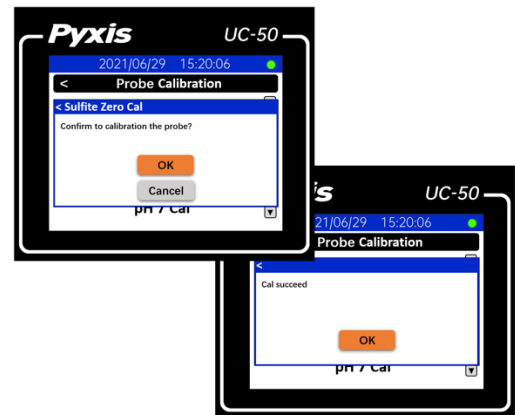 Pyxis UC-50
2021/06/29 15:20:06
< Probe Calibration
< Sulfite Zero Cal
Confirm to calibration the probe?
OK
Cancel
pH 7 Cal
is UC-50
21/06/29 15:20:06
Probe Calibration
<
Cal succeed
OK
pH 7 Cal